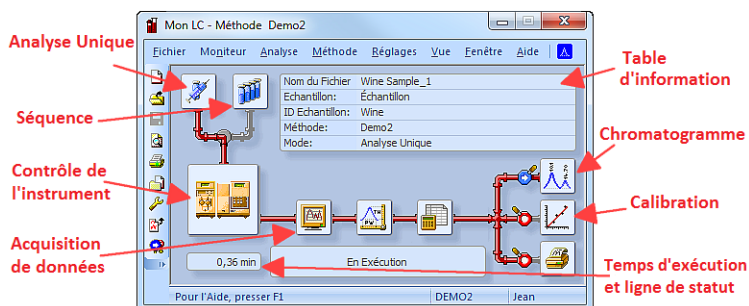 Mon LC - Méthode Demo2
Fichier Moniteur Analyse Méthode Réglages Vue Fenêtre Aide
Analyse Unique
Séquence
Contrôle de
l'instrument
Acquisition
de données
Nom du Fichier Wine Sample_1
Echantillon: Échantillon
ID Echantillon: Wine
Méthode: Demo2
Mode: Analyse Unique
Table
d'information
Chromatogramme
Calibration
Temps d'exécution
et ligne de statut
0,36 min
En Exécution
Pour l'Aide, presser F1
DEMO2
Jean